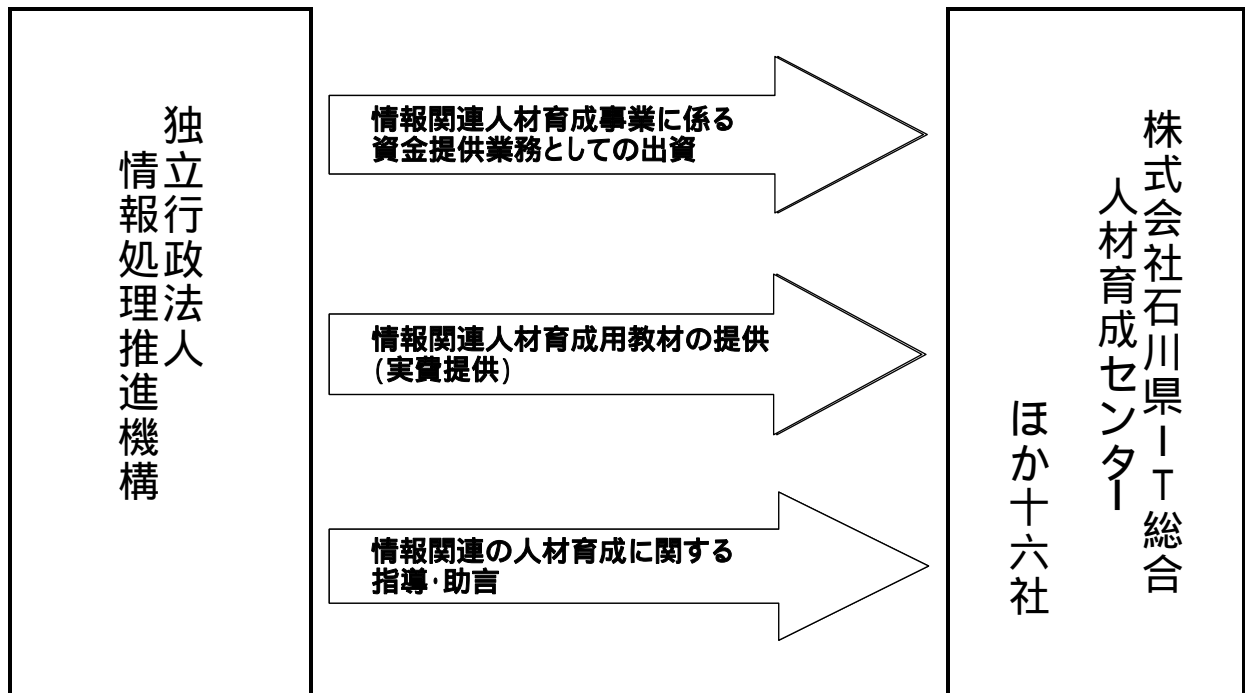 独立行政法人
情報処理推進機構
情報関連人材育成事業に係る
資金提供業務としての出資
情報関連人材育成用教材の提供
(実費提供)
情報関連の人材育成に関する
指導・助言
株式会社石川県IT総合
人材育成センター
ほか十六社